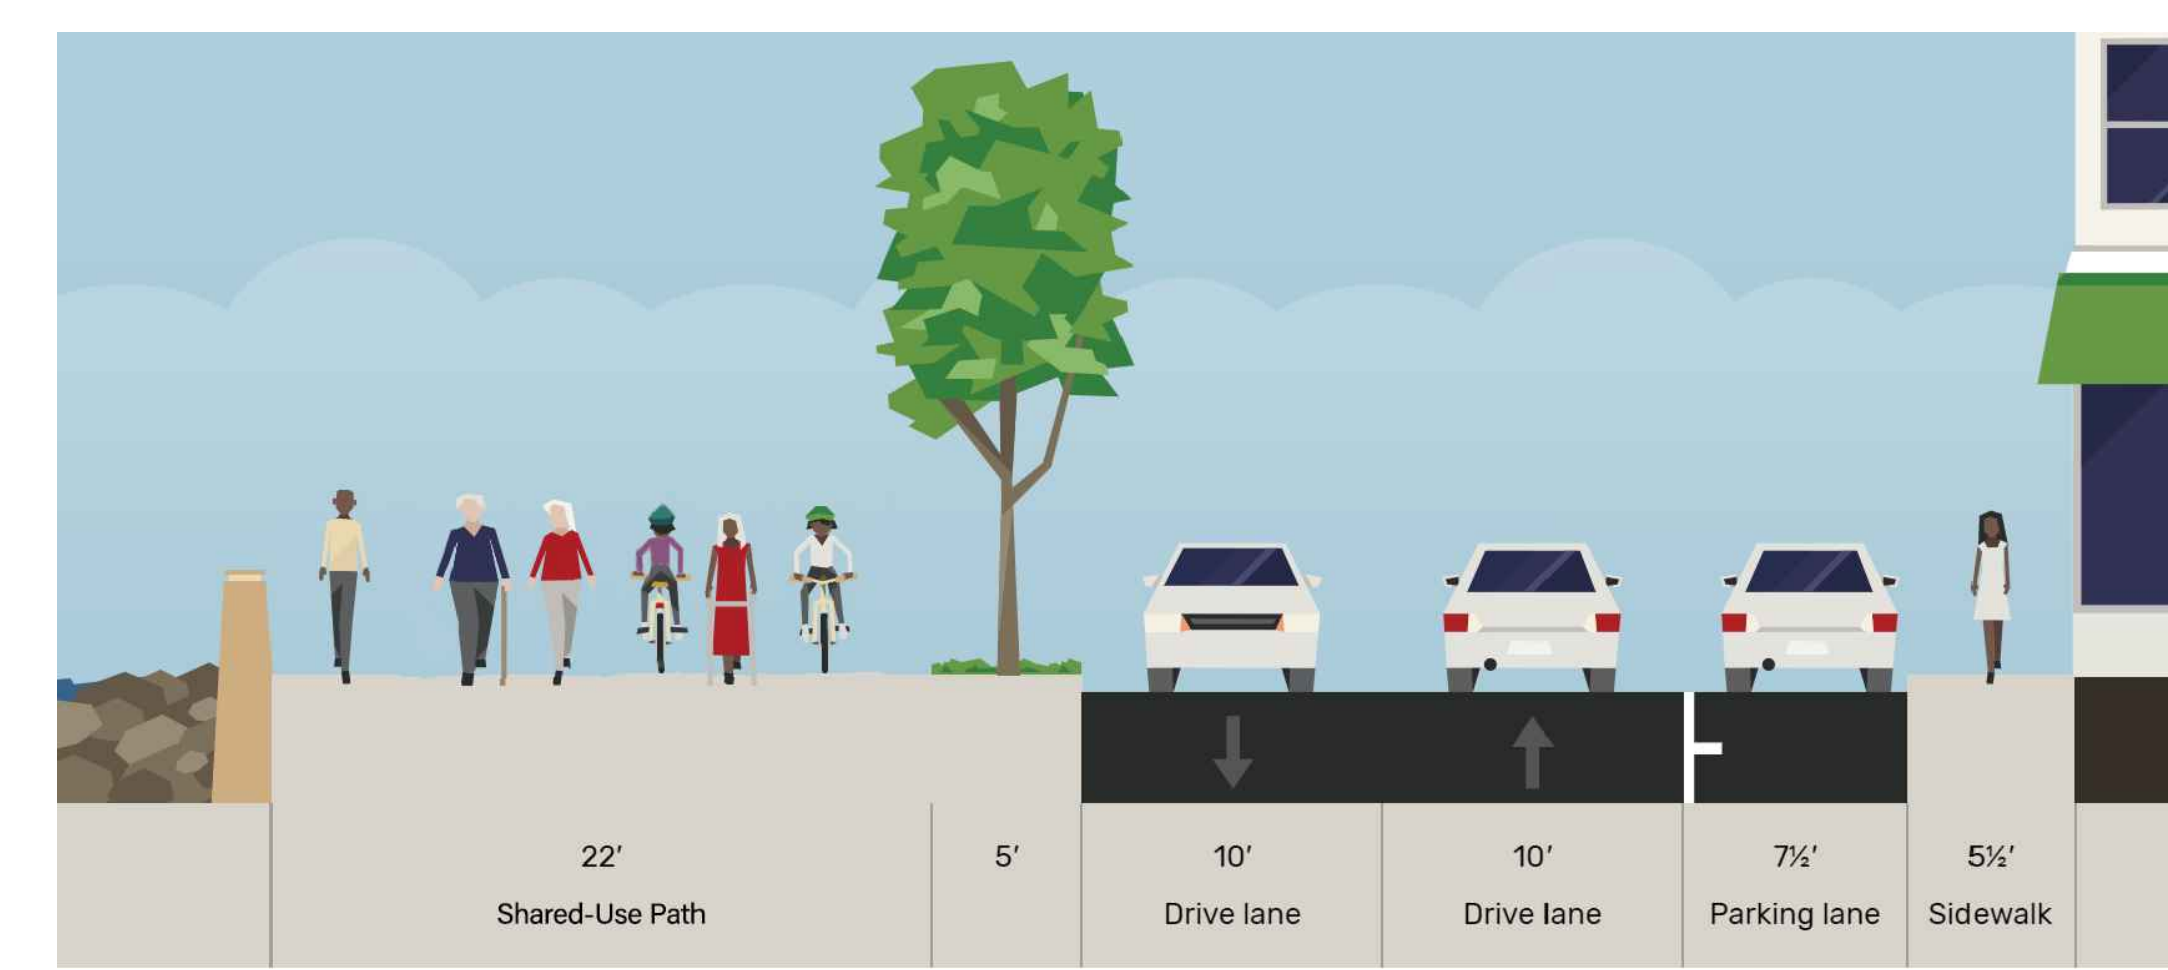 22′
Shared-Use Path
5′
10′
Drive lane
10′
Drive lane
7½′
Parking lane
5½′
Sidewalk